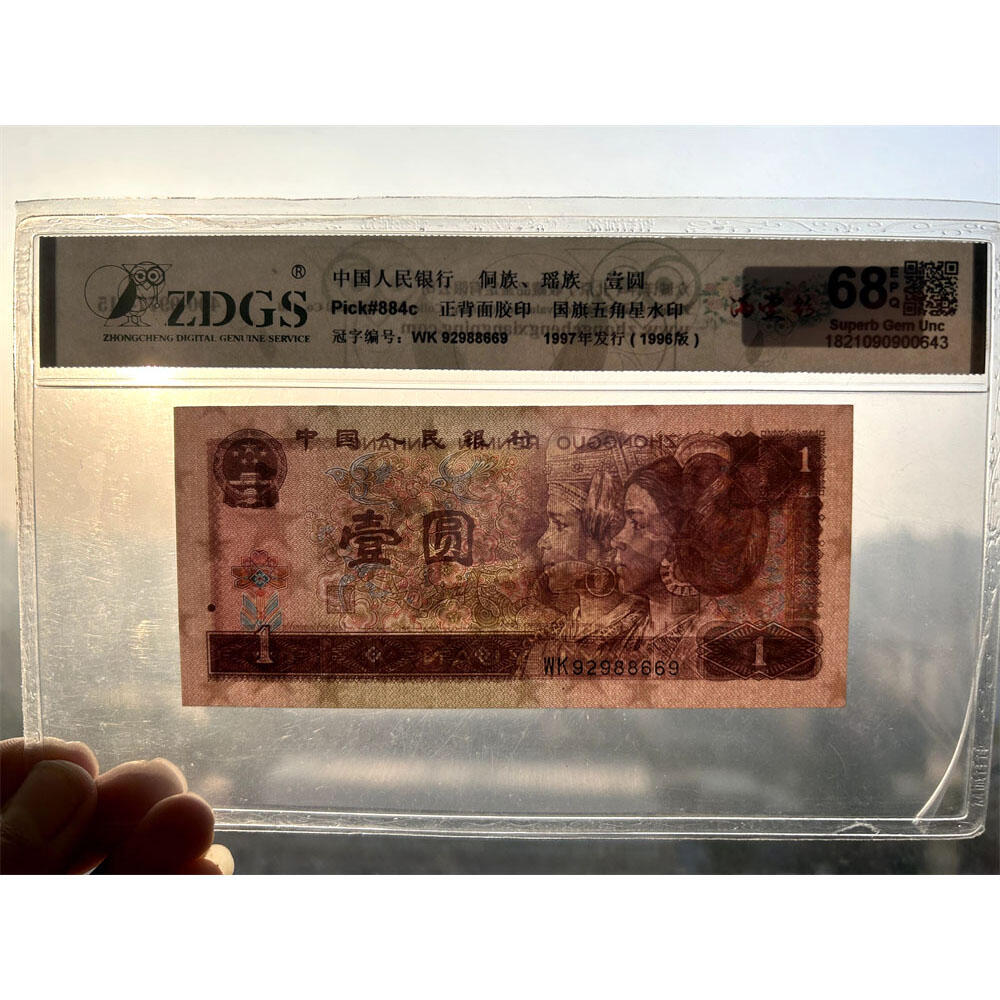 ZDGS®
ZHONGCHENG DIGITAL GENUINE SERVICE
中国人民银行 侗族、瑶族 壹圆
Pick#884c 正背面胶印 国旗五角星水印
冠字编号：WK 92988669 1997年发行(1996版)
68 EPQ
Superb Gem Unc
1821090900643
中国人民银行
ZHONGGUO RENMIN YINHANG
1
壹圆
1
WK92988669
1